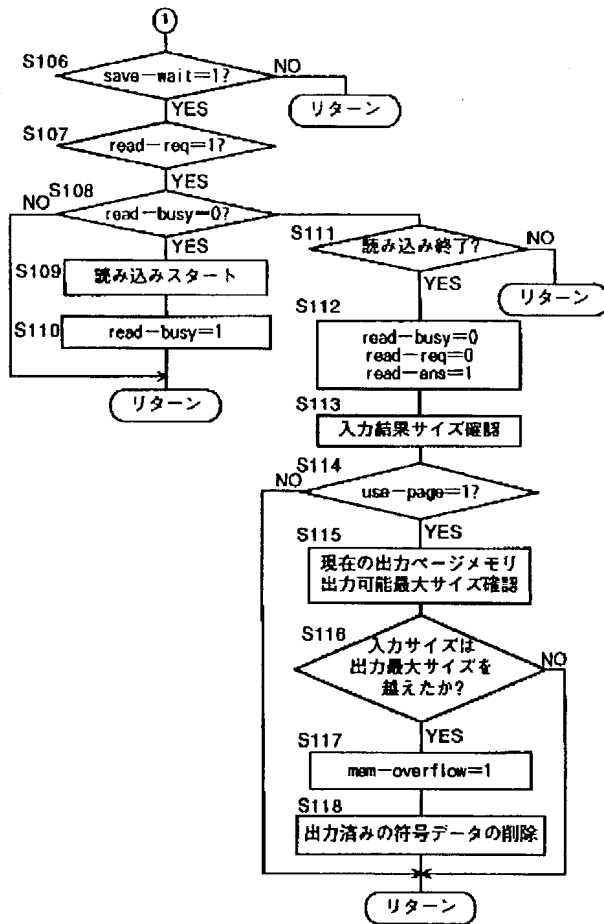 1
S106
save-wait=1?
NO
リターン
YES
S107
read-req=1?
YES
S108
NO
read-busy=0?
YES
S109
読み込みスタート
S110
read-busy=1
リターン
S111
読み込み終了?
NO
リターン
YES
S112
read-busy=0
read-req=0
read-ans=1
S113
入力結果サイズ確認
S114
NO
use-page=1?
YES
S115
現在の出力ページメモリ
出力可能最大サイズ確認
S116
入力サイズは
出力最大サイズを
越えたか?
NO
YES
S117
mem-overflow=1
S118
出力済みの符号データの削除
リターン